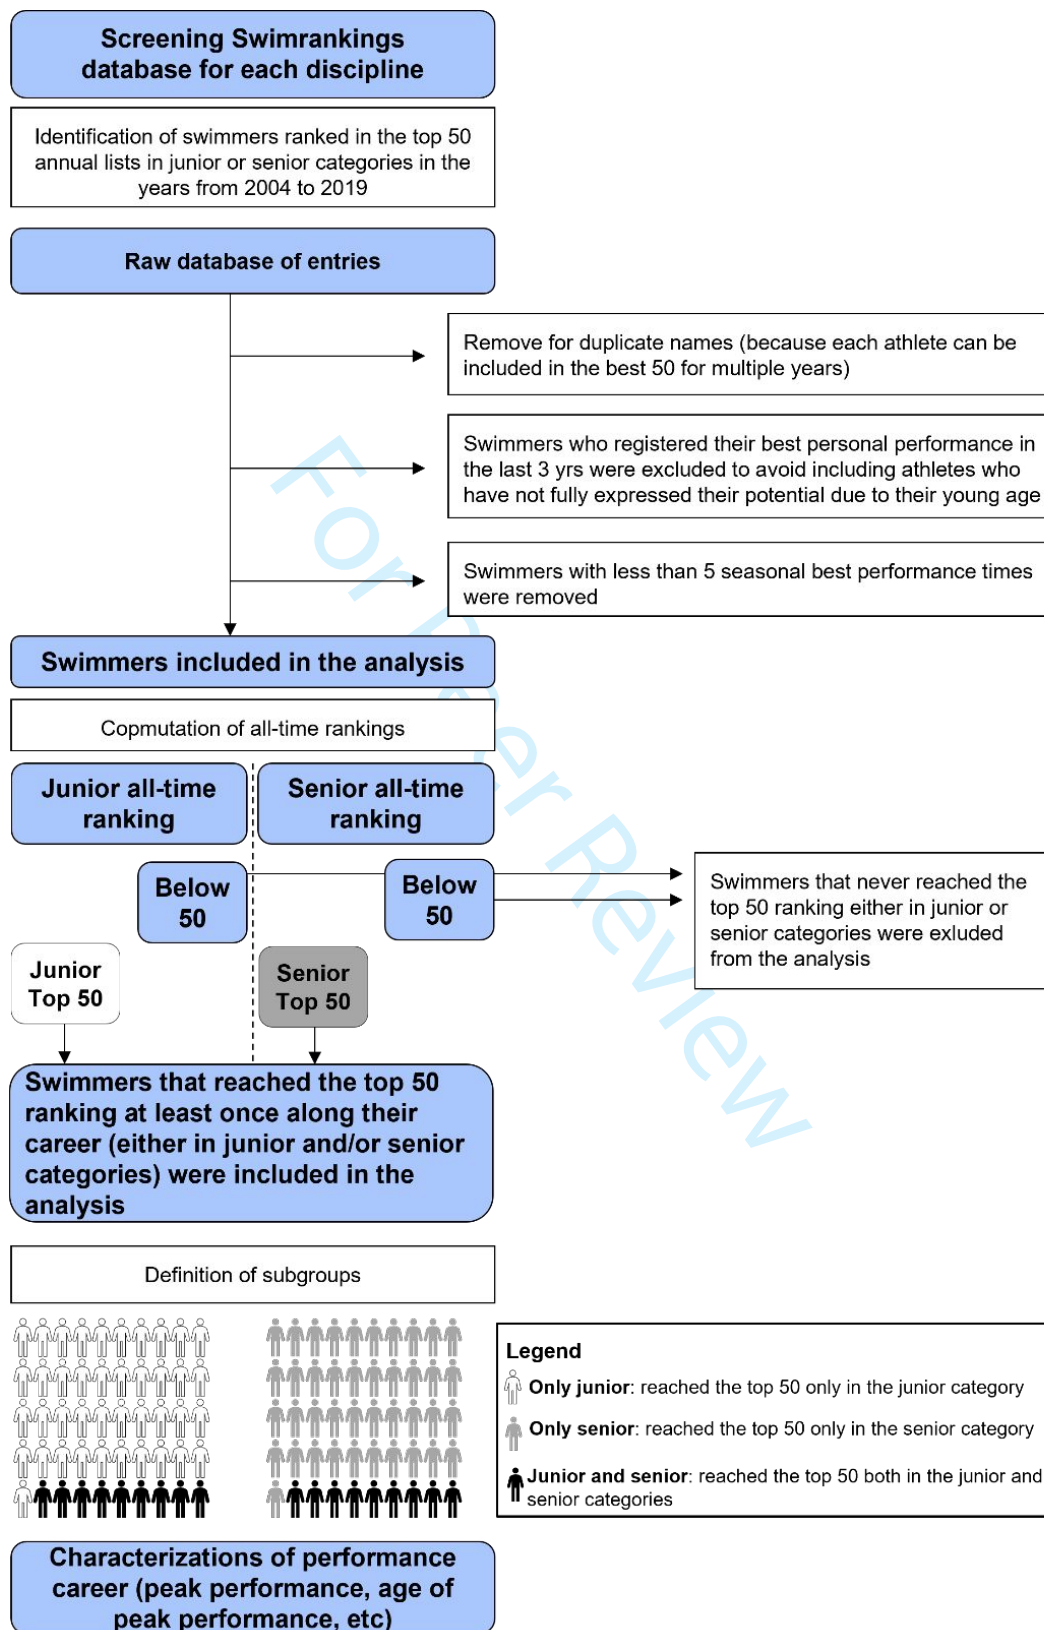 Screening Swimrankings
database for each discipline
Identification of swimmers ranked in the top 50
annual lists in junior or senior categories in the
years from 2004 to 2019
Raw database of entries
Remove for duplicate names (because each athlete can be
included in the best 50 for multiple years)
Swimmers who registered their best personal performance in
the last 3 yrs were excluded to avoid including athletes who
have not fully expressed their potential due to their young age
Swimmers with less than 5 seasonal best performance times
were removed
Swimmers included in the analysis
Copmutation of all-time rankings
Junior all-time
ranking
Senior all-time
ranking
Below
50
Below
50
Swimmers that never reached the
top 50 ranking either in junior or
senior categories were exluded
from the analysis
Junior
Top 50
Senior
Top 50
Swimmers that reached the top 50
ranking at least once along their
career (either in junior and/or senior
categories) were included in the
analysis
Definition of subgroups
Legend
Only junior: reached the top 50 only in the junior category
Only senior: reached the top 50 only in the senior category
Junior and senior: reached the top 50 both in the junior and
senior categories
Characterizations of performance
career (peak performance, age of
peak performance, etc)
For Peer Review